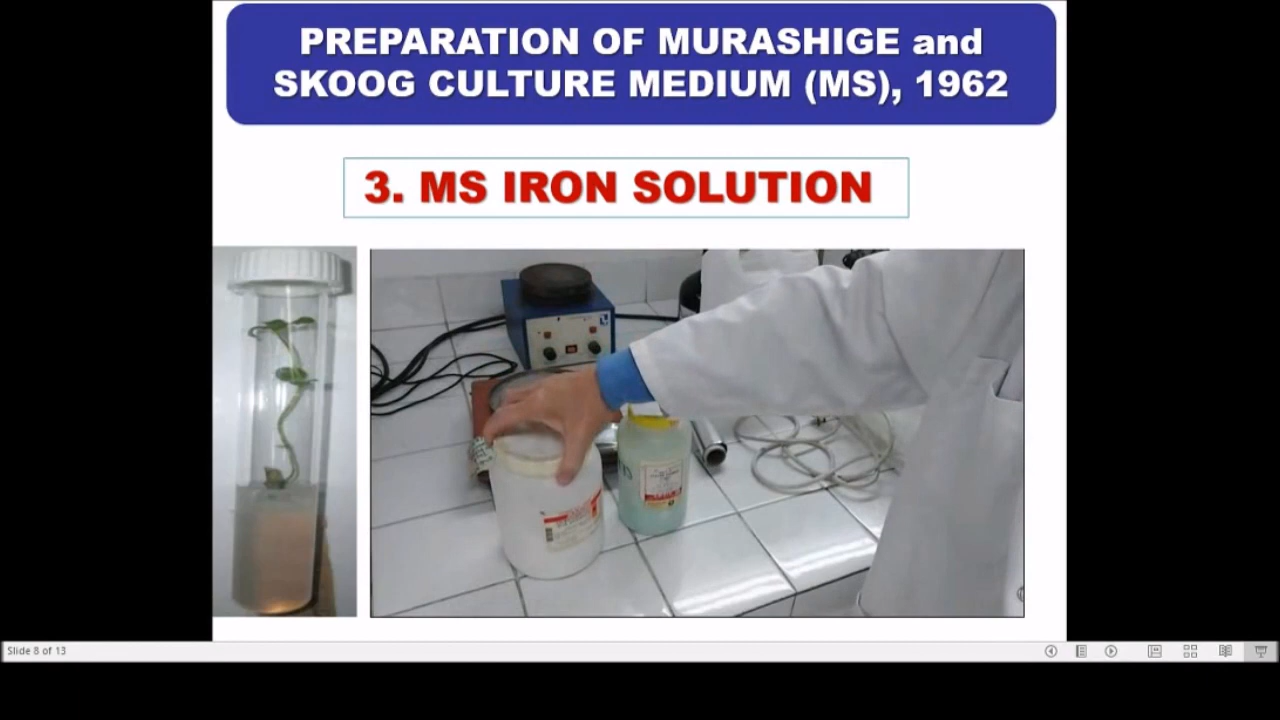 PREPARATION OF MURASHIGE and
SKOOG CULTURE MEDIUM (MS), 1962
3. MS IRON SOLUTION
Slide 8 of 13